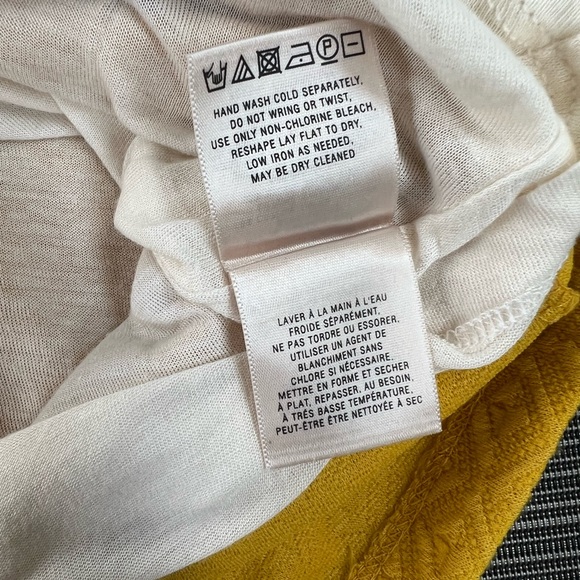 HAND WASH COLD SEPARATELY,
DO NOT WRING OR TWIST,
USE ONLY NON-CHLORINE BLEACH,
RESHAPE LAY FLAT TO DRY,
LOW IRON AS NEEDED,
MAY BE DRY CLEANED
LAVER À LA MAIN À L'EAU
FROIDE SÉPARÉMENT.
NE PAS TORDRE OU ESSORER.
UTILISER UN AGENT DE
BLANCHIMENT SANS
CHLORE SI NÉCESSAIRE.
METTRE EN FORME ET SECHER
À PLAT, REPASSER, AU BESOIN.
À TRÉS BASSE TEMPÉRATURE.
PEUT-ÊTRE NETTOYÉE À SEC